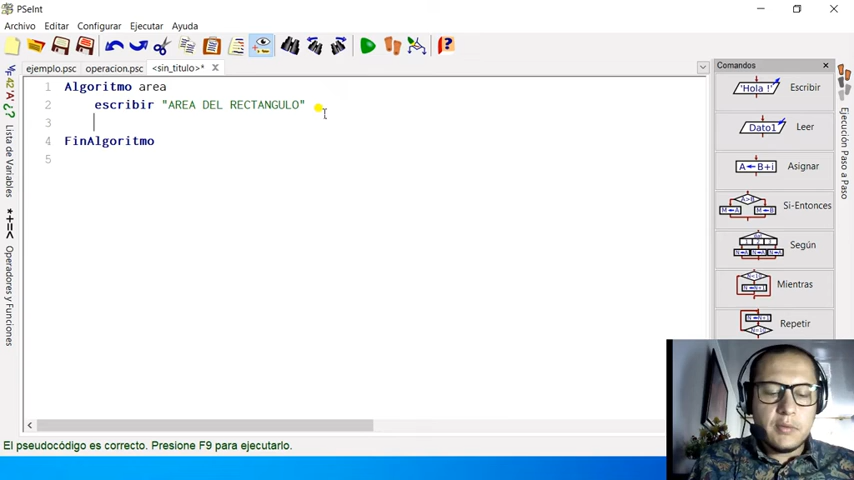 PSeInt
Archivo Editar Configurar Ejecutar Ayuda
ejemplo.psc operacion.psc <sin_titulo>*
Lista de Variables
Operadores y Funciones
1 Algoritmo area
2 escribir "AREA DEL RECTANGULO"
3
4 FinAlgoritmo
5
Comandos
'Hola !' Escribir
Dato1 Leer
A←B+i Asignar
A>B Si-Entonces
Según
Mientras
Repetir
Ejecución Paso a Paso
El pseudocódigo es correcto. Presione F9 para ejecutarlo.